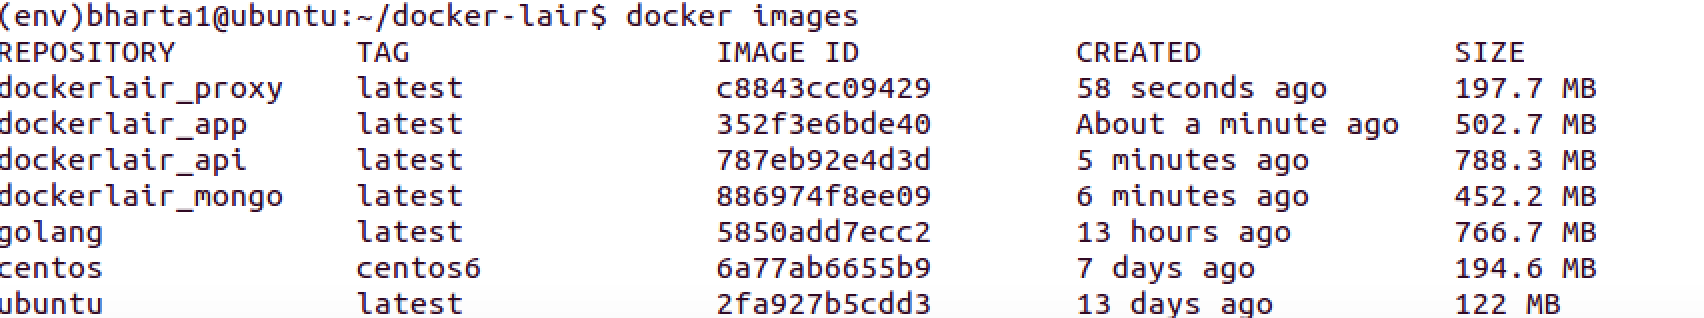 (env)bharta1@ubuntu:~/docker-lair$ docker images
REPOSITORY TAG IMAGE ID CREATED SIZE
dockerlair_proxy latest c8843cc09429 58 seconds ago 197.7 MB
dockerlair_app latest 352f3e6bde40 About a minute ago 502.7 MB
dockerlair_api latest 787eb92e4d3d 5 minutes ago 788.3 MB
dockerlair_mongo latest 886974f8ee09 6 minutes ago 452.2 MB
golang latest 5850add7ecc2 13 hours ago 766.7 MB
centos centos6 6a77ab6655b9 7 days ago 194.6 MB
ubuntu latest 2fa927b5cdd3 13 days ago 122 MB